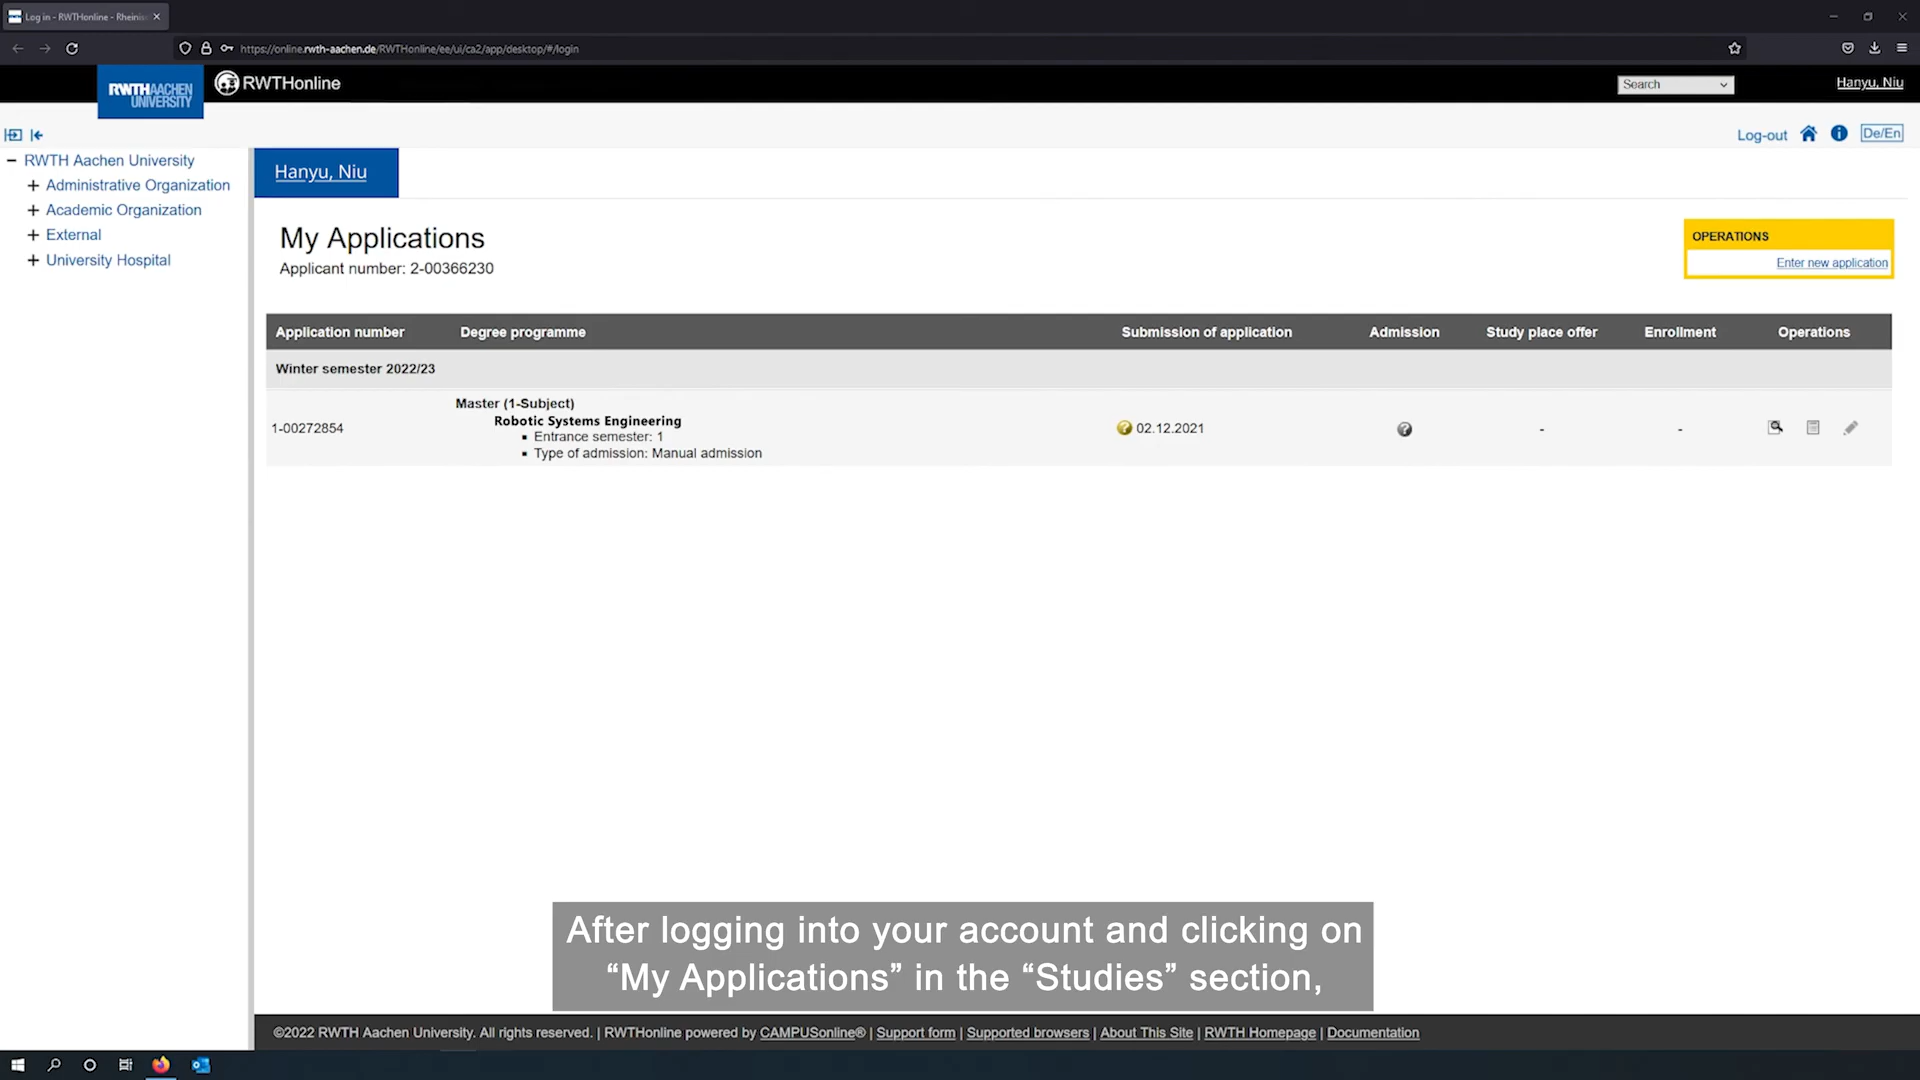 Log in - RWTHonline - Rheinis
https://online.rwth-aachen.de/RWTHonline/ee/ui/ca2/app/desktop/#/login
RWTHAACHEN
UNIVERSITY
RWTHonline
Search
Hanyu, Niu
Log-out
De/En
RWTH Aachen University
Administrative Organization
Academic Organization
External
University Hospital
Hanyu, Niu
My Applications
Applicant number: 2-00366230
OPERATIONS
Enter new application
Application number Degree programme Submission of application Admission Study place offer Enrollment Operations
Winter semester 2022/23
Master (1-Subject)
Robotic Systems Engineering
1-00272854
Entrance semester: 1
Type of admission: Manual admission
02.12.2021
-
-
After logging into your account and clicking on
“My Applications” in the “Studies” section,
©2022 RWTH Aachen University. All rights reserved. | RWTHonline powered by CAMPUSonline® | Support form | Supported browsers | About This Site | RWTH Homepage | Documentation